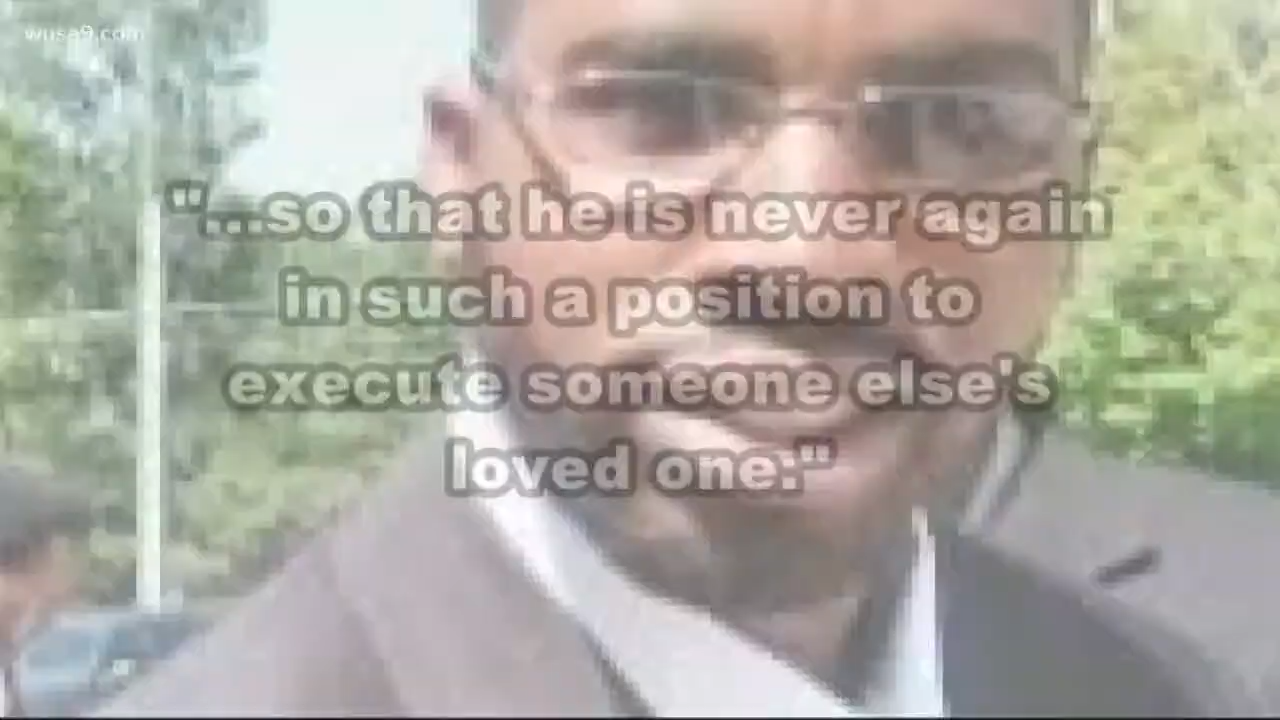 wusa9.com
"...so that he is never again
in such a position to
execute someone else's
loved one:"